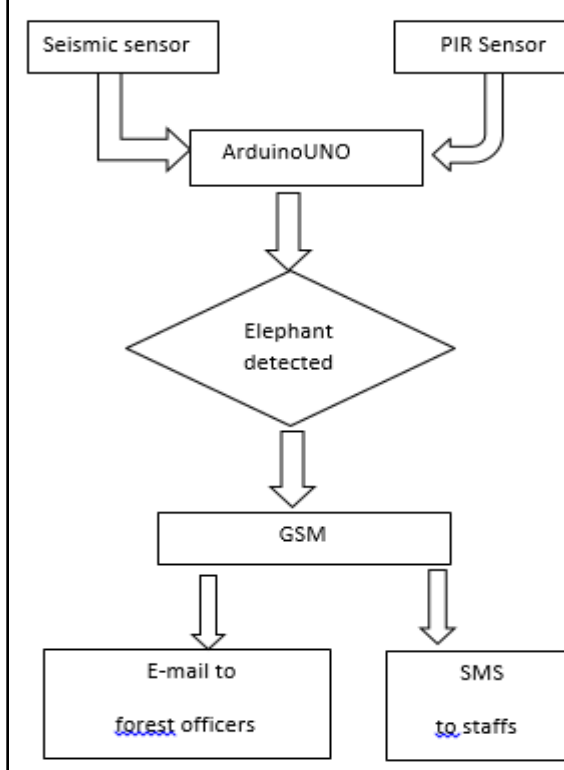 Seismic sensor
PIR Sensor
ArduinoUNO
Elephant
detected
GSM
E-mail to
forest officers
SMS
to staffs